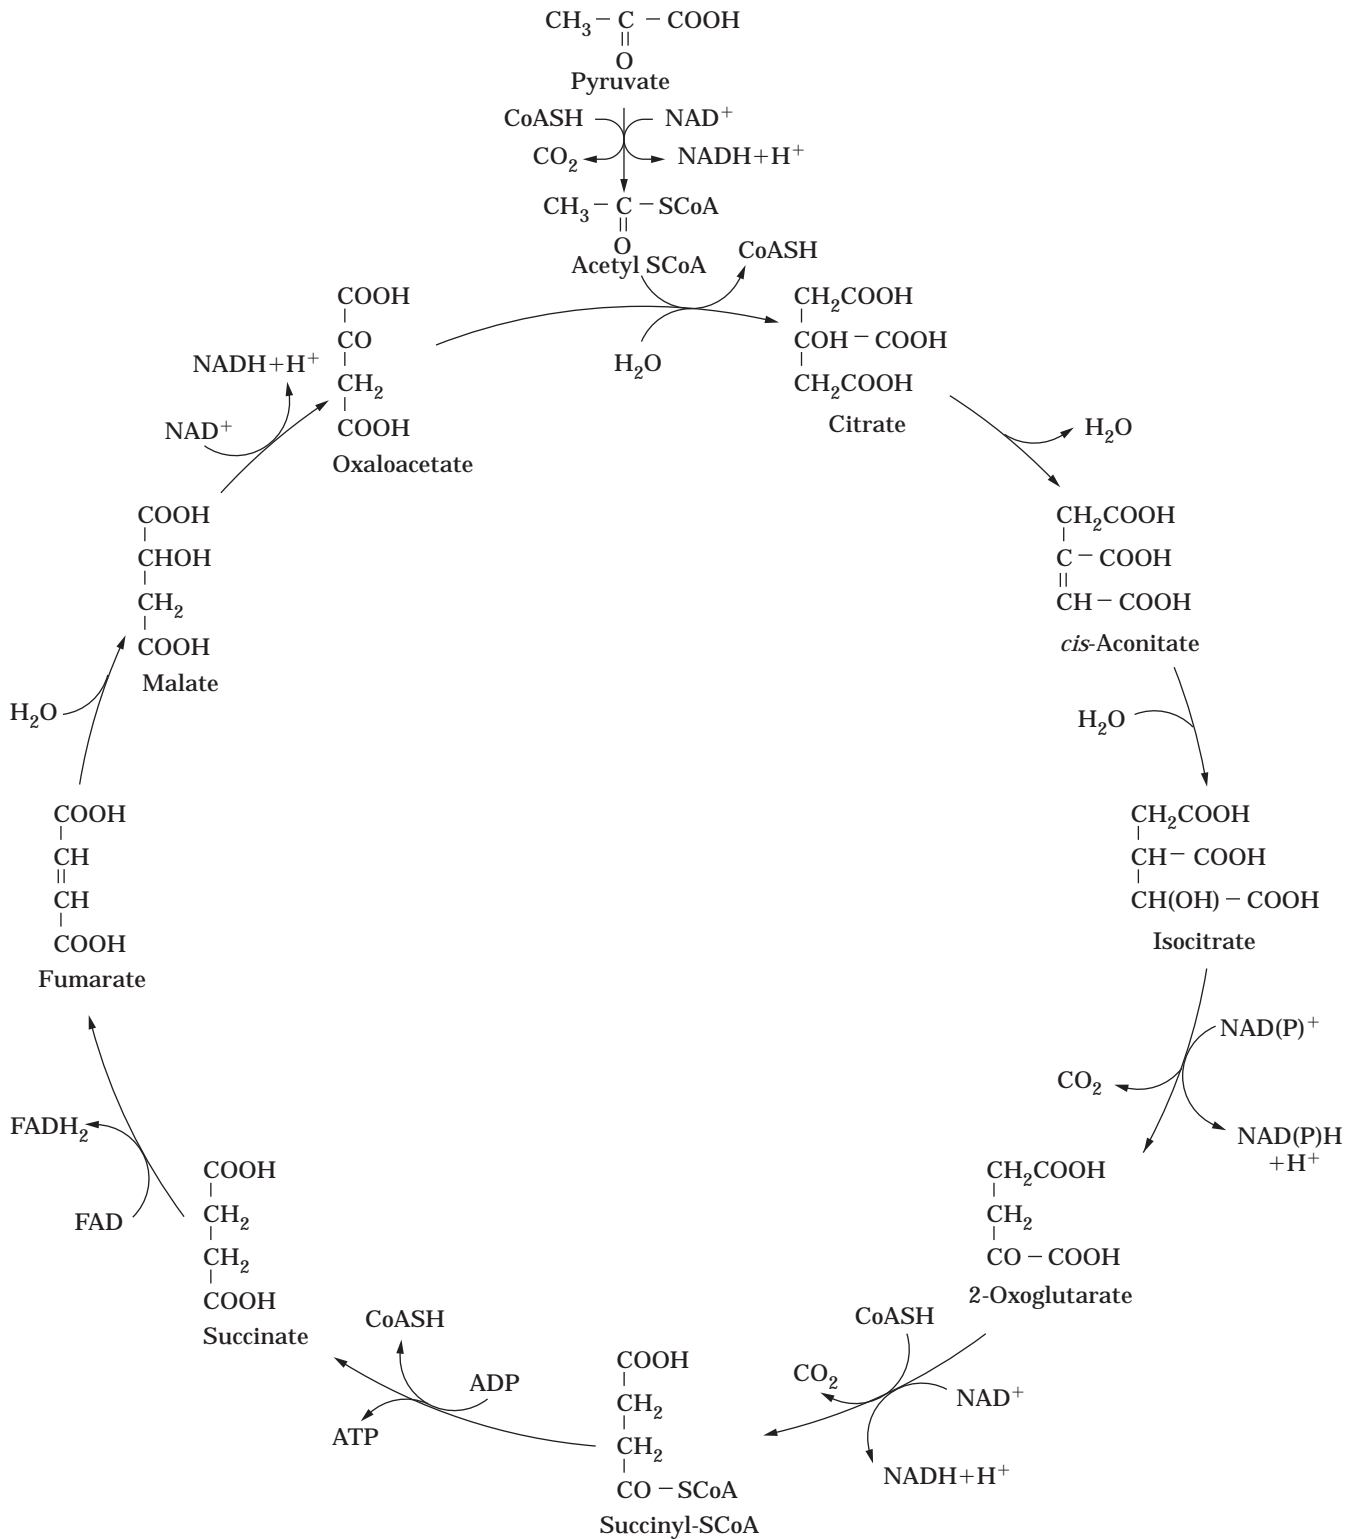 CH₃ – C – COOH
O
Pyruvate
CoASH NAD⁺
CO₂ NADH+H⁺
CH₃ – C – SCoA
O
Acetyl SCoA
CoASH
H₂O
CH₂COOH
COH – COOH
CH₂COOH
Citrate
H₂O
CH₂COOH
C – COOH
CH – COOH
cis-Aconitate
H₂O
CH₂COOH
CH – COOH
CH(OH) – COOH
Isocitrate
NAD(P)⁺
CO₂
NAD(P)H
+H⁺
CH₂COOH
CH₂
CO – COOH
2-Oxoglutarate
CoASH
CO₂
NAD⁺
NADH+H⁺
COOH
CH₂
CH₂
CO – SCoA
Succinyl-SCoA
CoASH
ADP
ATP
COOH
CH₂
CH₂
COOH
Succinate
FADH₂
FAD
COOH
CH
CH
COOH
Fumarate
H₂O
COOH
CHOH
CH₂
COOH
Malate
NADH+H⁺
NAD⁺
COOH
CO
CH₂
COOH
Oxaloacetate